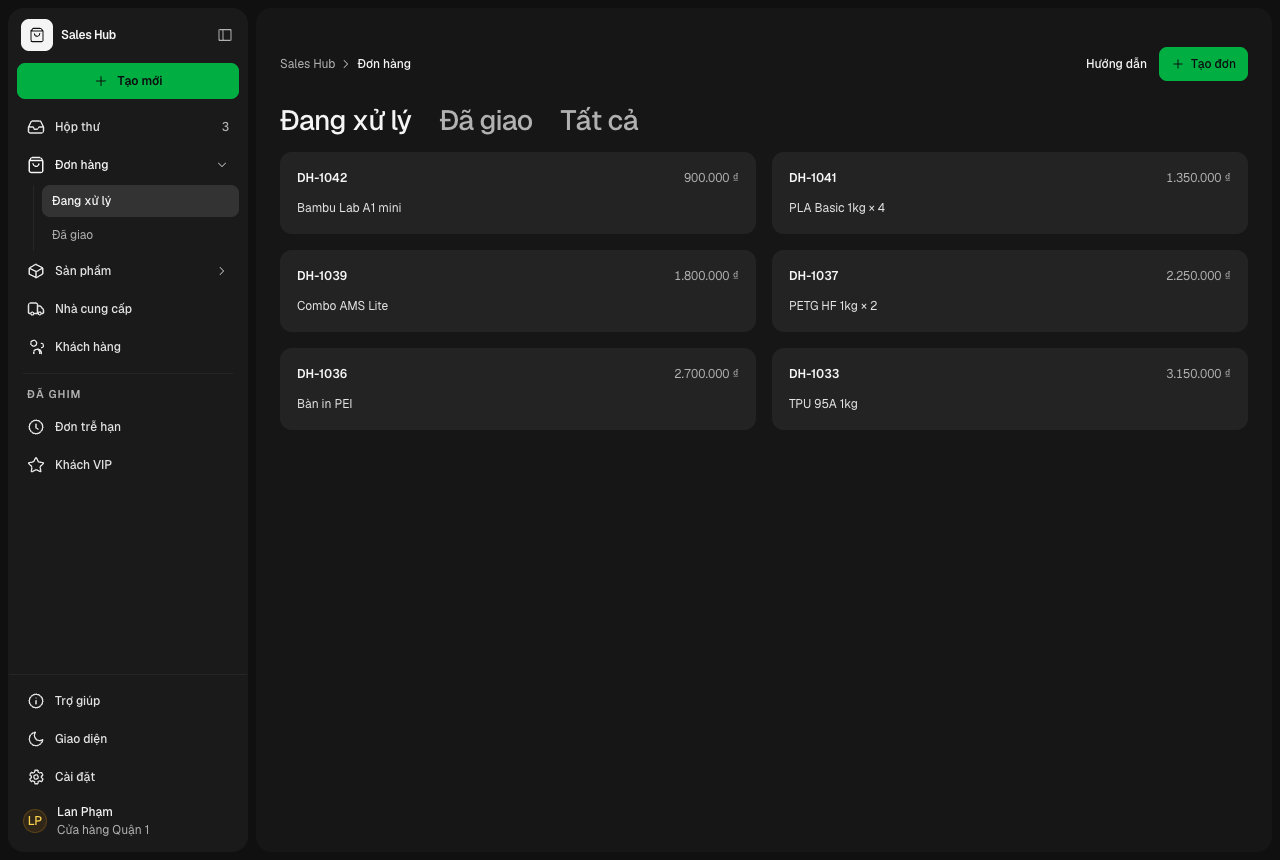 Sales Hub
Tạo mới
Hộp thư 3
Đơn hàng
Đang xử lý
Đã giao
Sản phẩm
Nhà cung cấp
Khách hàng
ĐÃ GHIM
Đơn trễ hạn
Khách VIP
Trợ giúp
Giao diện
Cài đặt
LP
Lan Phạm
Cửa hàng Quận 1
Sales Hub > Đơn hàng
Hướng dẫn
Tạo đơn
Đang xử lý Đã giao Tất cả
DH-1042 900.000 ₫
Bambu Lab A1 mini
DH-1041 1.350.000 ₫
PLA Basic 1kg × 4
DH-1039 1.800.000 ₫
Combo AMS Lite
DH-1037 2.250.000 ₫
PETG HF 1kg × 2
DH-1036 2.700.000 ₫
Bàn in PEI
DH-1033 3.150.000 ₫
TPU 95A 1kg